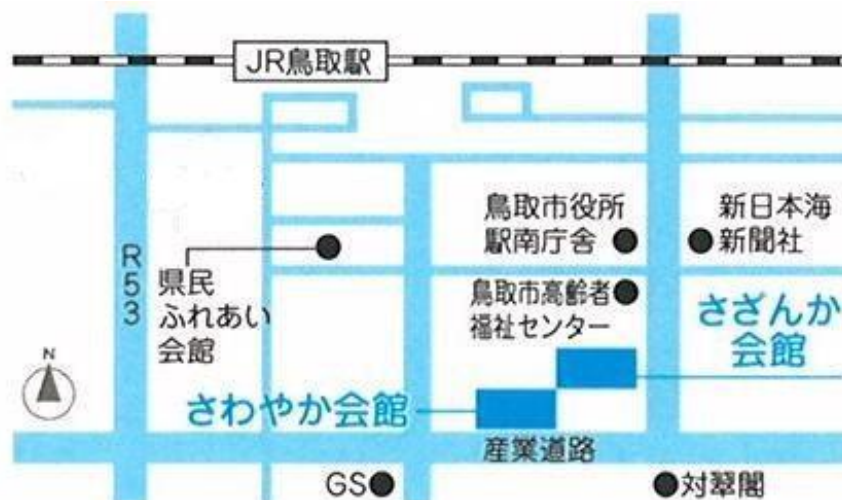 JR鳥取駅
鳥取市役所
駅南庁舎
新日本海
新聞社
R53
県民
ふれあい
会館
鳥取市高齢者
福祉センター
さざんか
会館
N
さわやか会館
産業道路
GS
対翠閣